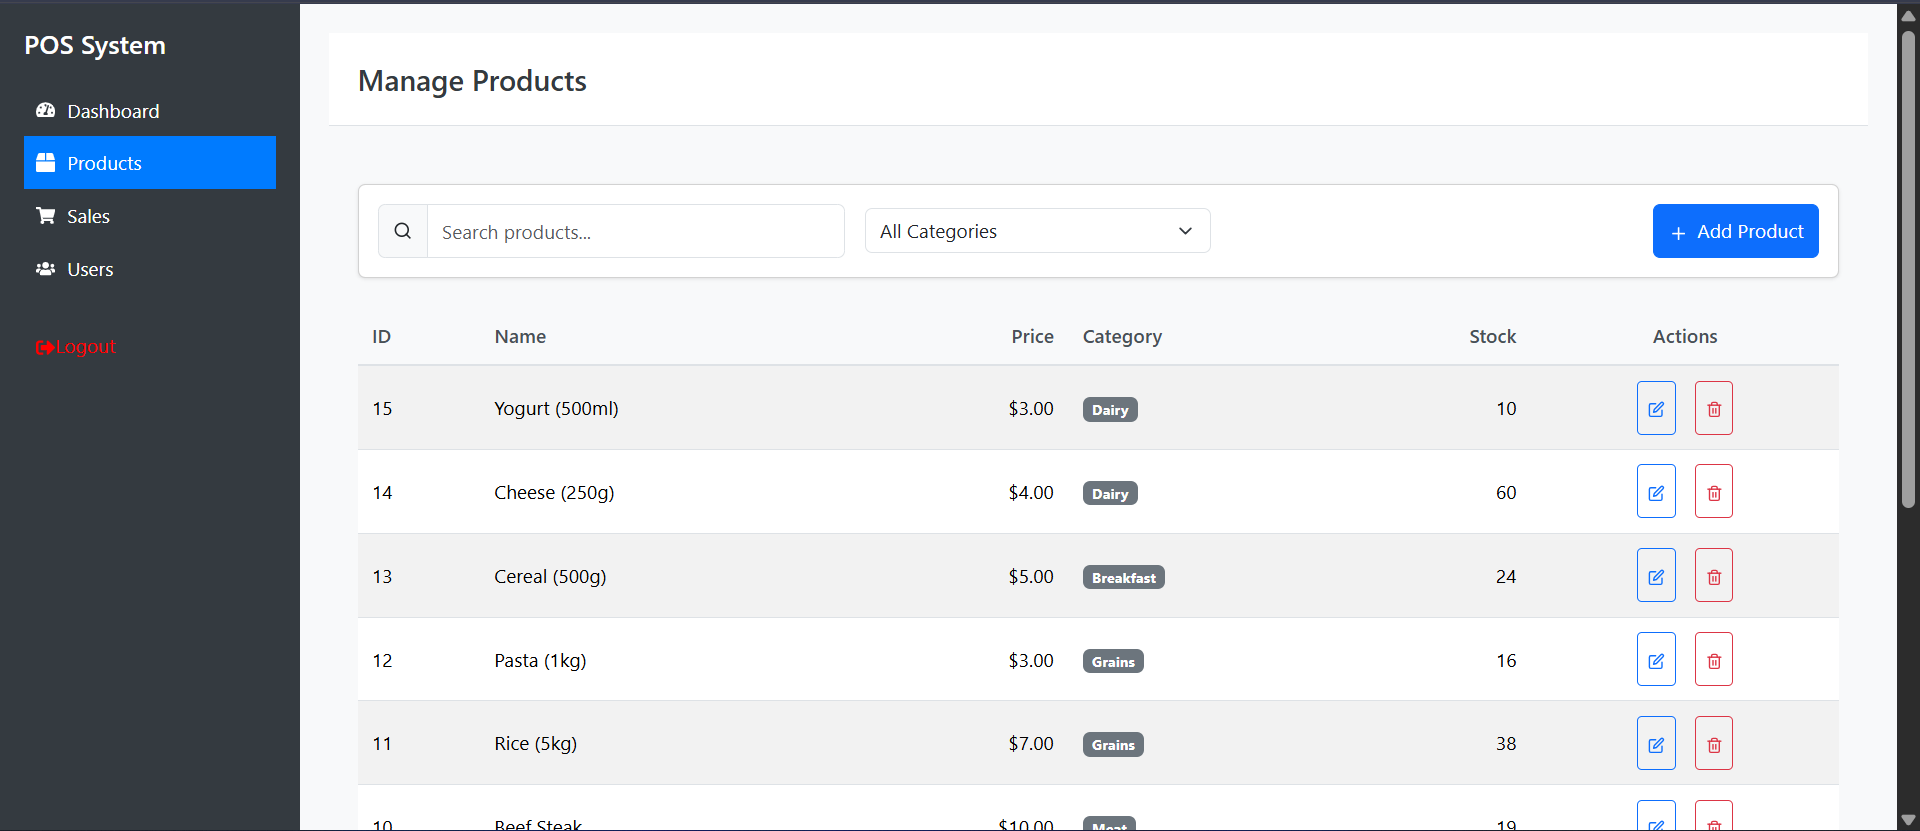 POS System
Dashboard
Products
Sales
Users
Logout
Manage Products
Search products...
All Categories
+ Add Product
ID Name Price Category Stock Actions
15 Yogurt (500ml) $3.00 Dairy 10
14 Cheese (250g) $4.00 Dairy 60
13 Cereal (500g) $5.00 Breakfast 24
12 Pasta (1kg) $3.00 Grains 16
11 Rice (5kg) $7.00 Grains 38
10 Beef Steak $10.00 Meat 19